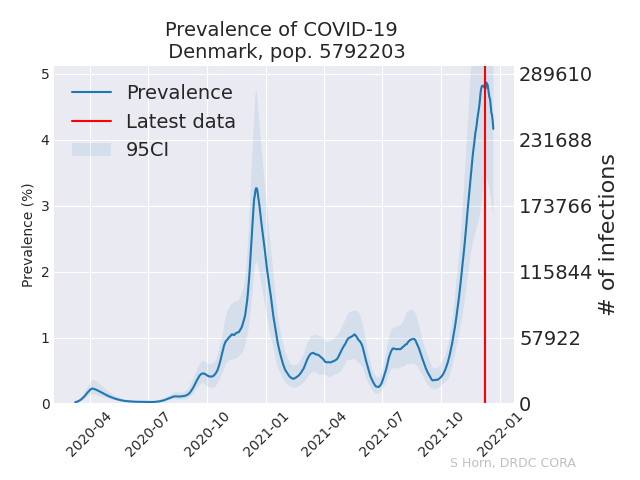 Prevalence of COVID-19
Denmark, pop. 5792203
Prevalence
Latest data
95CI
Prevalence (%)
5
4
3
2
1
0
289610
231688
173766
115844
57922
0
# of infections
2020-04
2020-07
2020-10
2021-01
2021-04
2021-07
2021-10
2022-01
S Horn, DRDC CORA